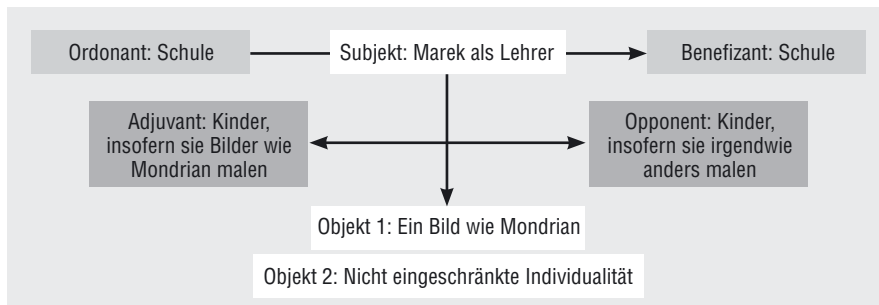 Ordonant: Schule
Subjekt: Marek als Lehrer
Benefizant: Schule
Adjuvant: Kinder,
insofern sie Bilder wie
Mondrian malen
Opponent: Kinder,
insofern sie irgendwie
anders malen
Objekt 1: Ein Bild wie Mondrian
Objekt 2: Nicht eingeschränkte Individualität